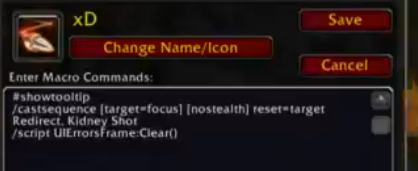 xD
Save
Change Name/Icon
Cancel
Enter Macro Commands:
#showtooltip
/castsequence [target=focus] [nostealth] reset=target
Redirect, Kidney Shot
/script UIErrorsFrame:Clear()